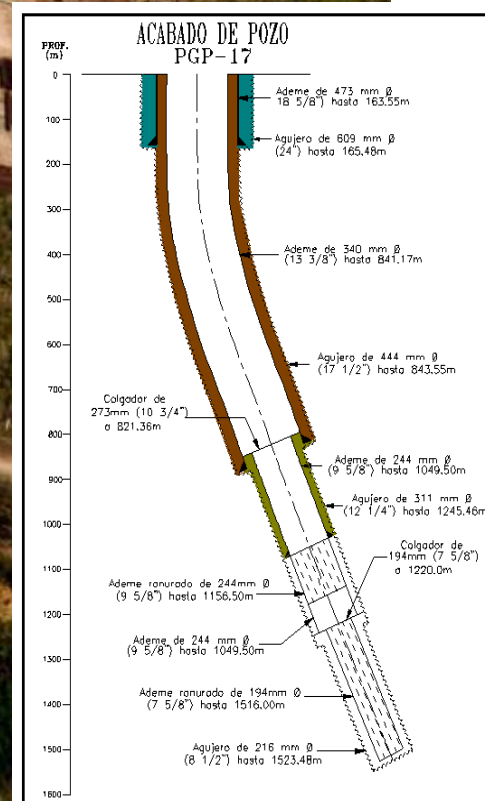 ACABADO DE POZO
PGP-17
PROF.
(m)
0
100
200
300
400
500
600
700
800
900
1000
1100
1200
1300
1400
1500
1600
Ademe de 473 mm Ø
18 5/8") hasta 163.55m
Agujero de 609 mm Ø
(24") hasta 165.48m
Ademe de 340 mm Ø
(13 3/8") hasta 841.17m
Agujero de 444 mm Ø
(17 1/2") hasta 843.55m
Colgador de
273mm (10 3/4")
a 821.36m
Ademe de 244 mm Ø
(9 5/8") hasta 1049.50m
Agujero de 311 mm Ø
(12 1/4") hasta 1245.46m
Colgador de
194mm (7 5/8")
a 1220.0m
Ademe ranurado de 244mm Ø
(9 5/8") hasta 1156.50m
Ademe de 244 mm Ø
(9 5/8") hasta 1049.50m
Ademe ranurado de 194mm Ø
(7 5/8") hasta 1516.00m
Agujero de 216 mm Ø
(8 1/2") hasta 1523.48m